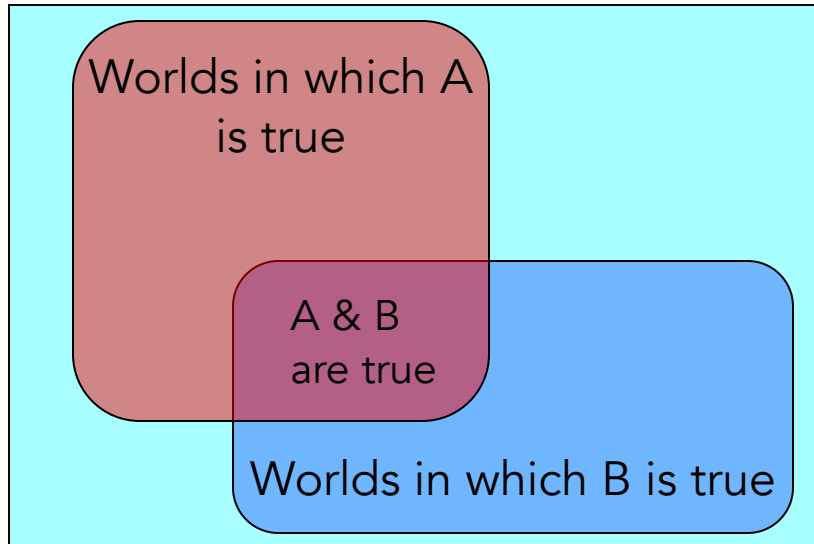 Worlds in which A
is true
A & B
are true
Worlds in which B is true